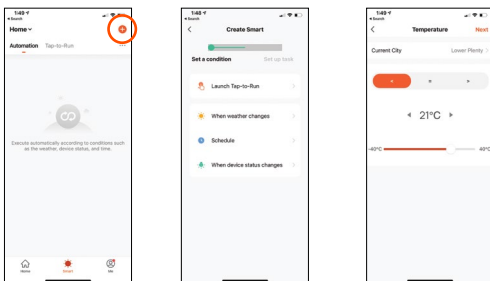 1:49
Search
Home
Automation Tap-to-Run
Execute automatically according to conditions such
as the weather, device status, and time.
Home Smart Me
1:49
Search
Create Smart
Set a condition Set up task
Launch Tap-to-Run
When weather changes
Schedule
When device status changes
1:49
Search
Temperature Next
Current City Lower Plenty
21°C
-40°C 40°C